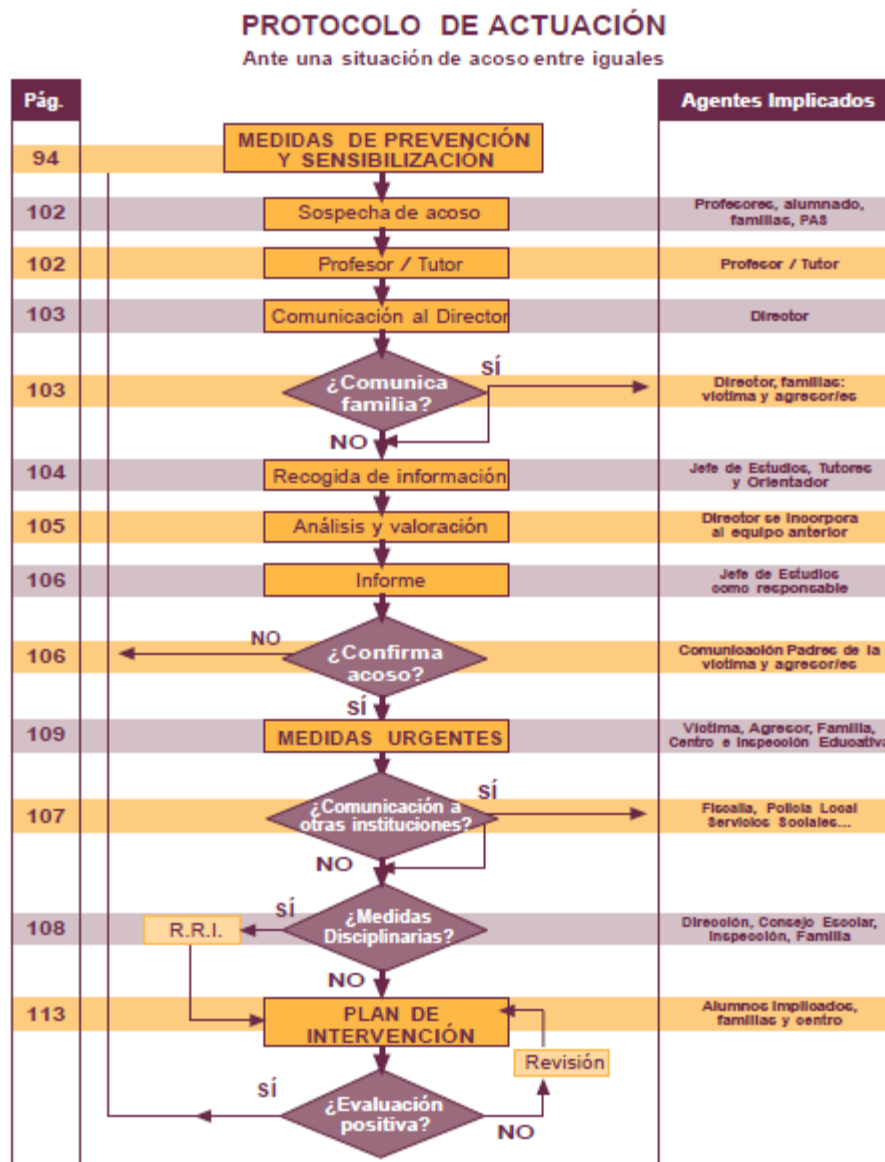 PROTOCOLO DE ACTUACIÓN
Ante una situación de acoso entre iguales
Pág.
Agentes Implicados
94
MEDIDAS DE PREVENCIÓN
Y SENSIBILIZACIÓN
102
Sospecha de acoso
Profesores, alumnado,
familias, PAS
102
Profesor / Tutor
Profesor / Tutor
103
Comunicación al Director
Director
103
¿Comunica
familia?
SÍ
NO
Director, familias:
víctima y agresor/es
104
Recogida de información
Jefe de Estudios, Tutores
y Orientador
105
Análisis y valoración
Director se incorpora
al equipo anterior
106
Informe
Jefe de Estudios
como responsable
106
NO
¿Confirma
acoso?
SÍ
Comunicación Padres de la
víctima y agresor/es
109
MEDIDAS URGENTES
Víctima, Agresor, Familia,
Centro e Inspección Educativa
107
¿Comunicación a
otras instituciones?
SÍ
NO
Fiscalía, Policía Local
Servicios Sociales...
108
R.R.I.
SÍ
¿Medidas
Disciplinarias?
NO
Dirección, Consejo Escolar,
Inspección, Familia
113
PLAN DE
INTERVENCIÓN
Alumnos Implicados,
familias y centro
Revisión
SÍ
¿Evaluación
positiva?
NO